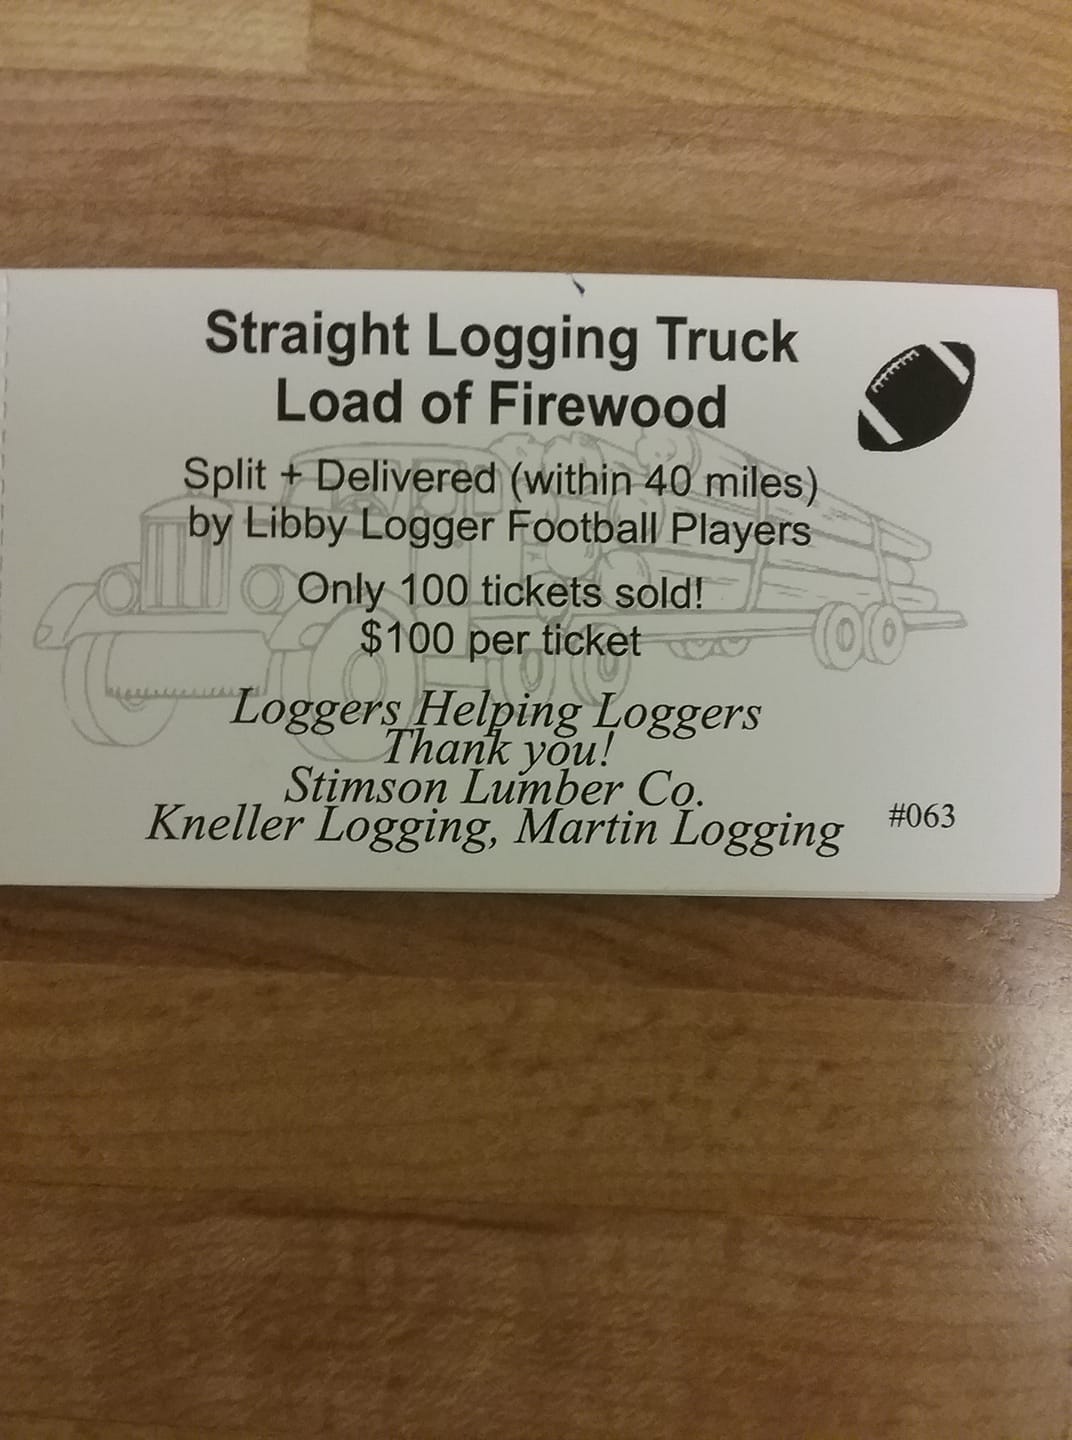 Straight Logging Truck
Load of Firewood
Split + Delivered (within 40 miles)
by Libby Logger Football Players
Only 100 tickets sold!
$100 per ticket
Loggers Helping Loggers
Thank you!
Stimson Lumber Co.
Kneller Logging, Martin Logging
#063